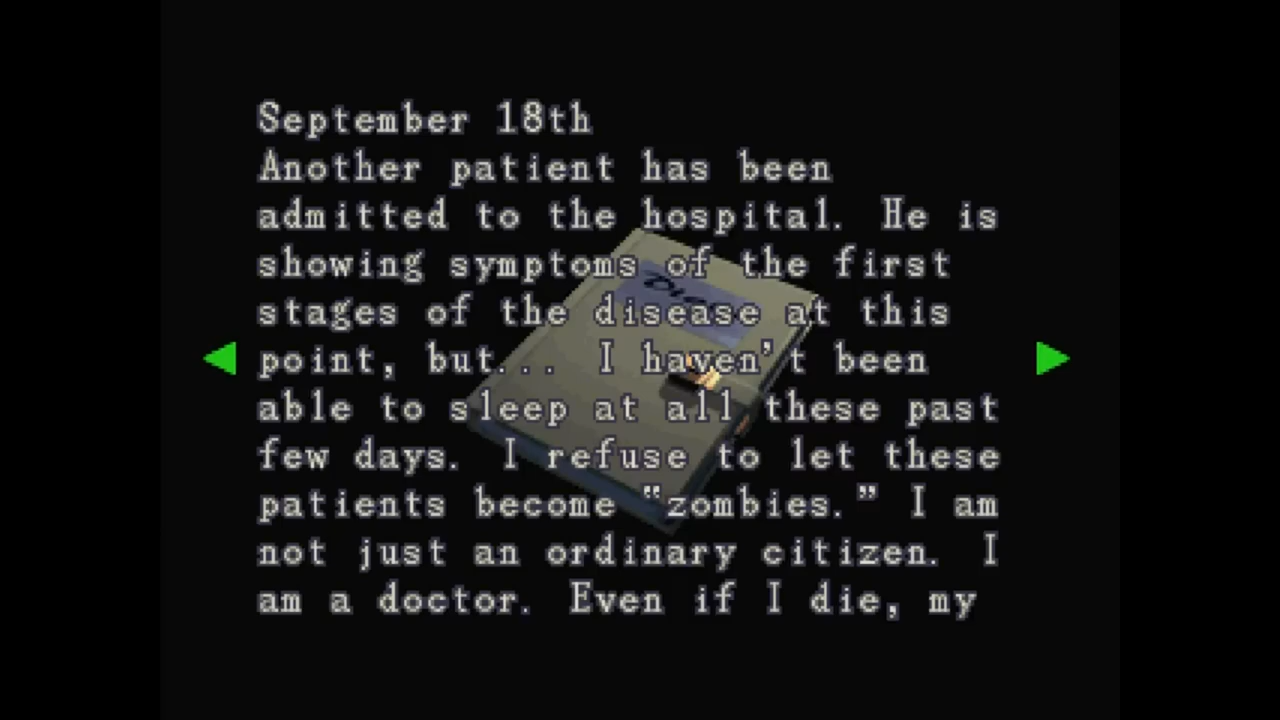 September 18th
Another patient has been
admitted to the hospital. He is
showing symptoms of the first
stages of the disease at this
point, but... I haven't been
able to sleep at all these past
few days. I refuse to let these
patients become "zombies." I am
not just an ordinary citizen. I
am a doctor. Even if I die, my